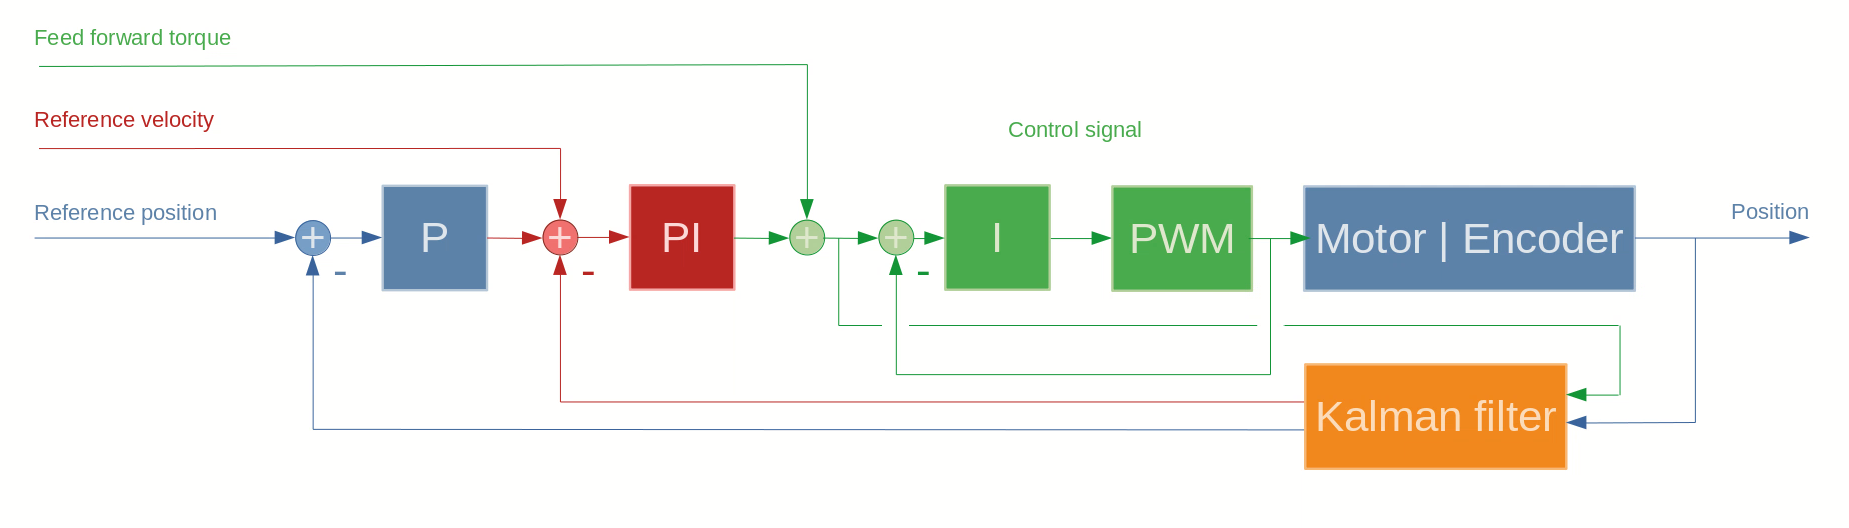 Feed forward torque
Reference velocity
Control signal
Reference position
Position
+
P
+
PI
+
+
I
PWM
Motor | Encoder
-
-
-
Kalman filter